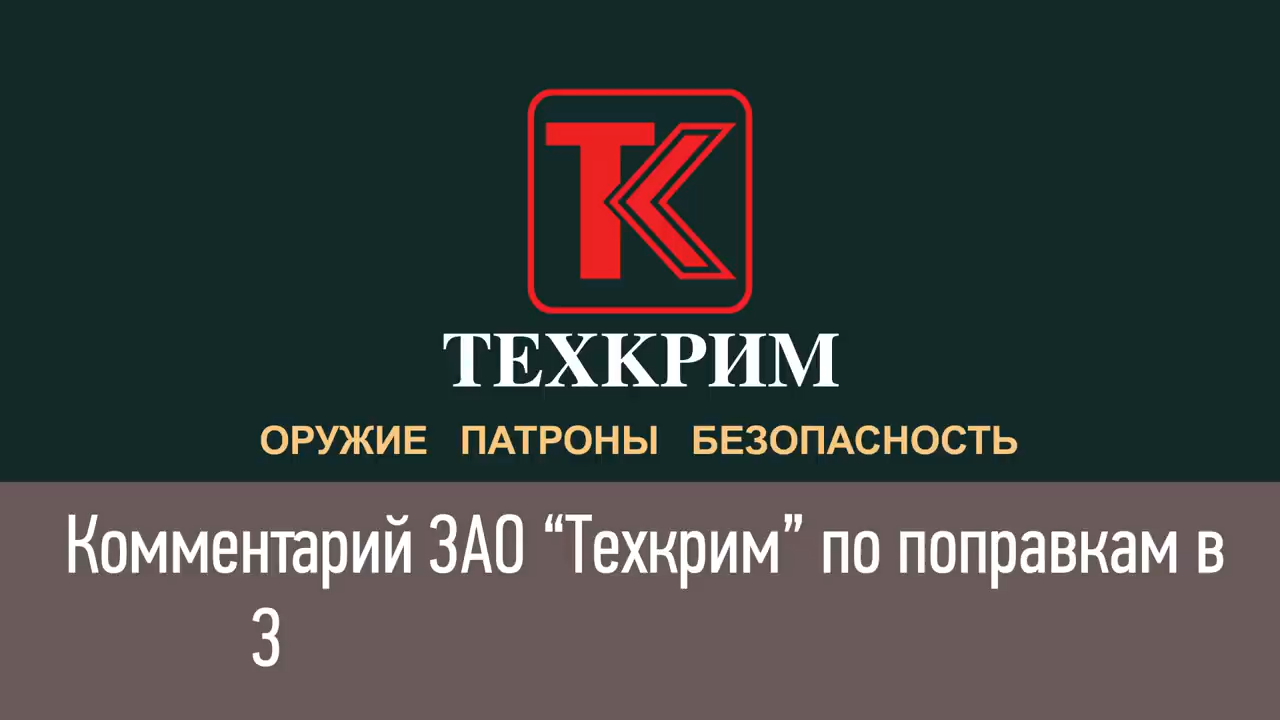 ТК
ТЕХКРИМ
ОРУЖИЕ ПАТРОНЫ БЕЗОПАСНОСТЬ
Комментарий ЗАО “Техкрим” по поправкам в
З